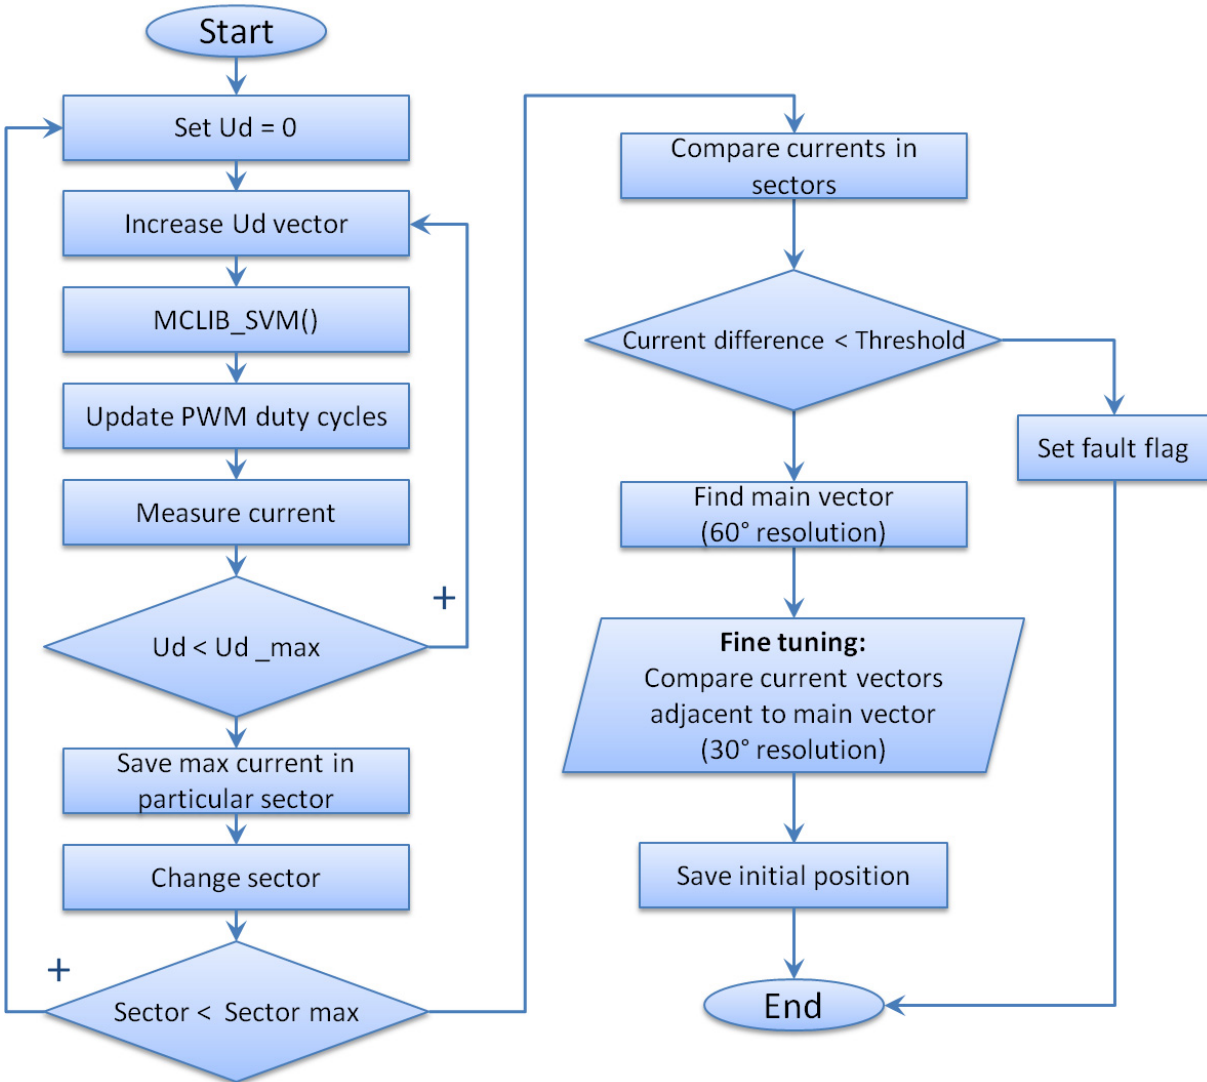 Start
Set Ud = 0
Increase Ud vector
MCLIB_SVM()
Update PWM duty cycles
Measure current
+
Ud < Ud _max
Save max current in
particular sector
Change sector
+
Sector < Sector max
Compare currents in
sectors
Current difference < Threshold
Set fault flag
Find main vector
(60° resolution)
Fine tuning:
Compare current vectors
adjacent to main vector
(30° resolution)
Save initial position
End